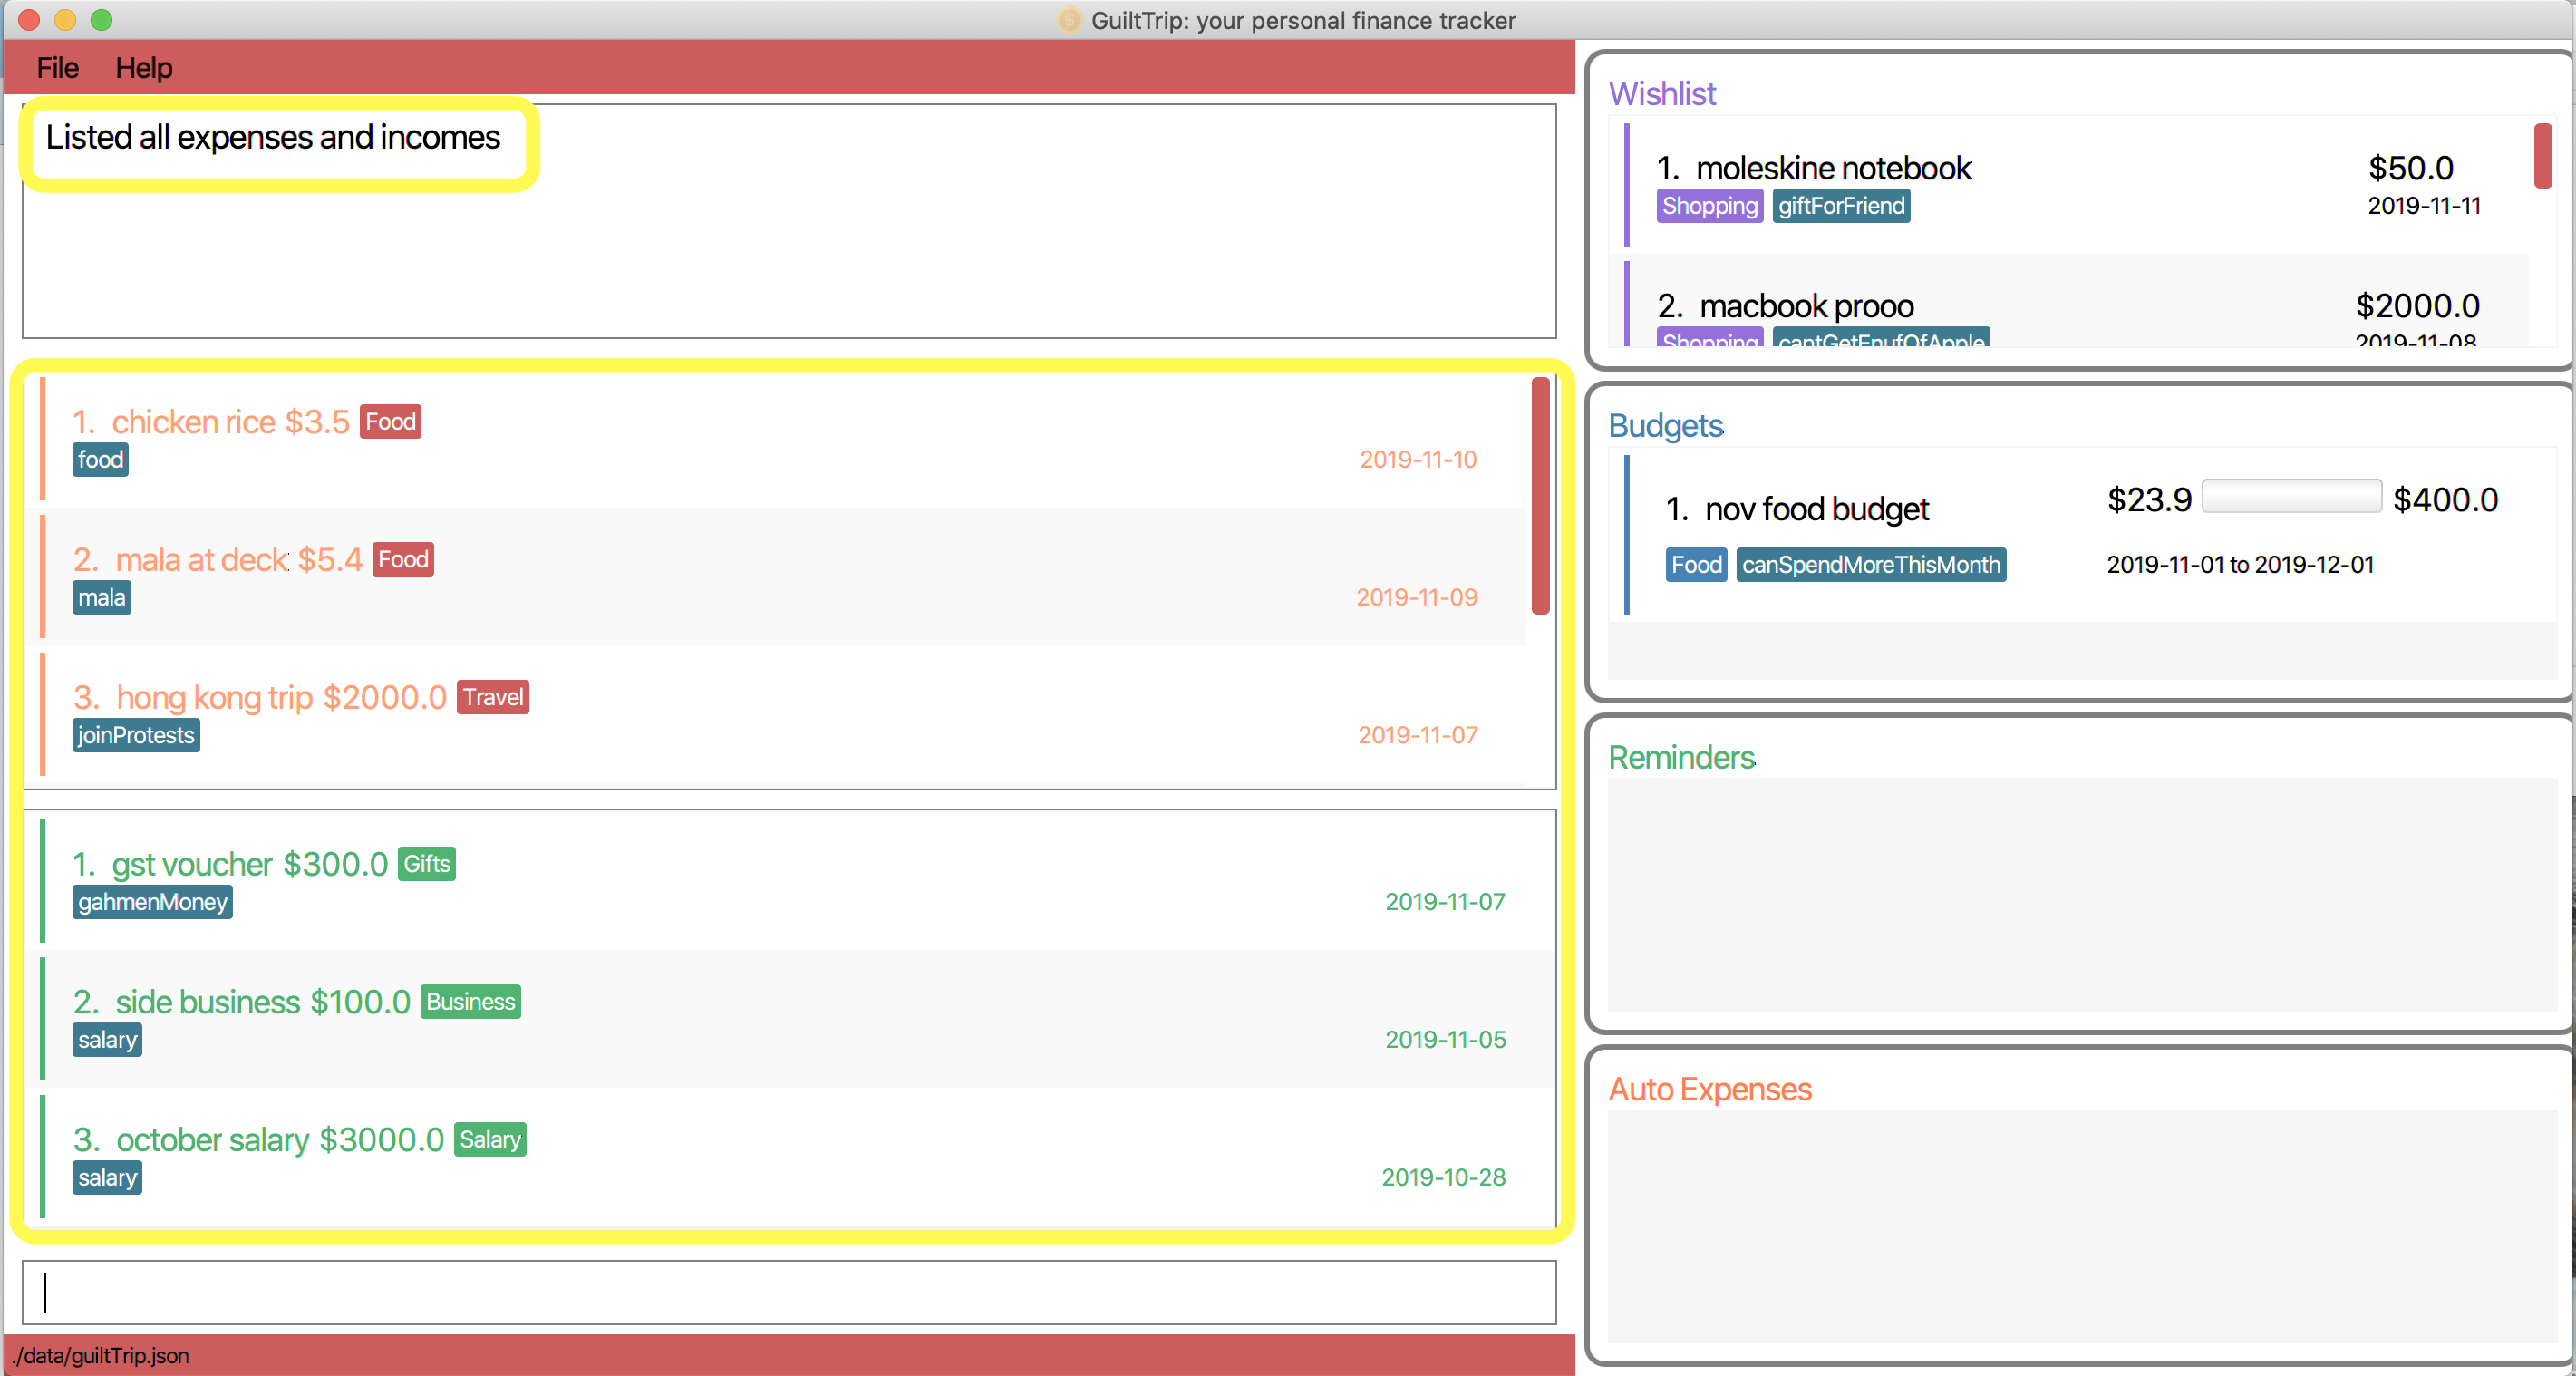 GuiltTrip: your personal finance tracker
File Help
Listed all expenses and incomes
1. chicken rice $3.5 Food
food 2019-11-10
2. mala at deck $5.4 Food
mala 2019-11-09
3. hong kong trip $2000.0 Travel
joinProtests 2019-11-07
1. gst voucher $300.0 Gifts
gahmenMoney 2019-11-07
2. side business $100.0 Business
salary 2019-11-05
3. october salary $3000.0 Salary
salary 2019-10-28
./data/guiltTrip.json
Wishlist
1. moleskine notebook $50.0
Shopping giftForFriend 2019-11-11
2. macbook prooo $2000.0
Shopping cantGetEnufOfApple 2019-11-08
Budgets
1. nov food budget $23.9 $400.0
Food canSpendMoreThisMonth 2019-11-01 to 2019-12-01
Reminders
Auto Expenses